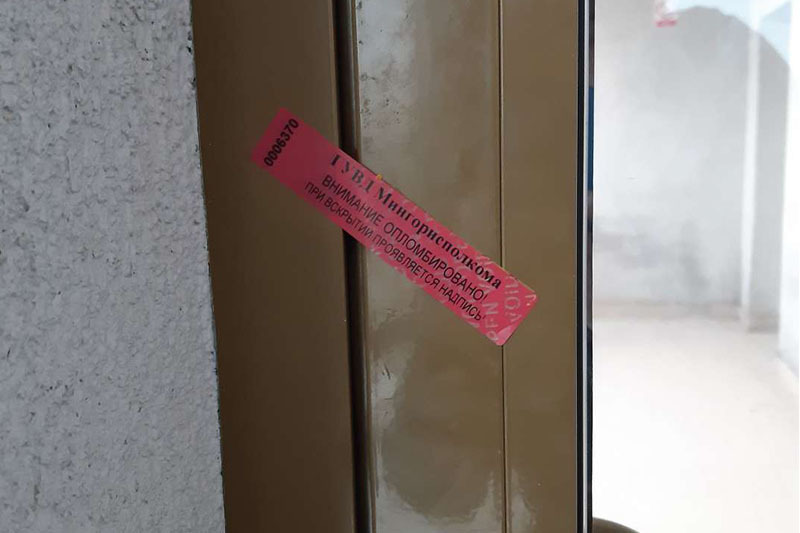 0006370
ГУВД Мингорисполкома
ВНИМАНИЕ ОПЛОМБИРОВАНО!
ПРИ ВСКРЫТИИ ПРОЯВЛЯЕТСЯ НАДПИСЬ